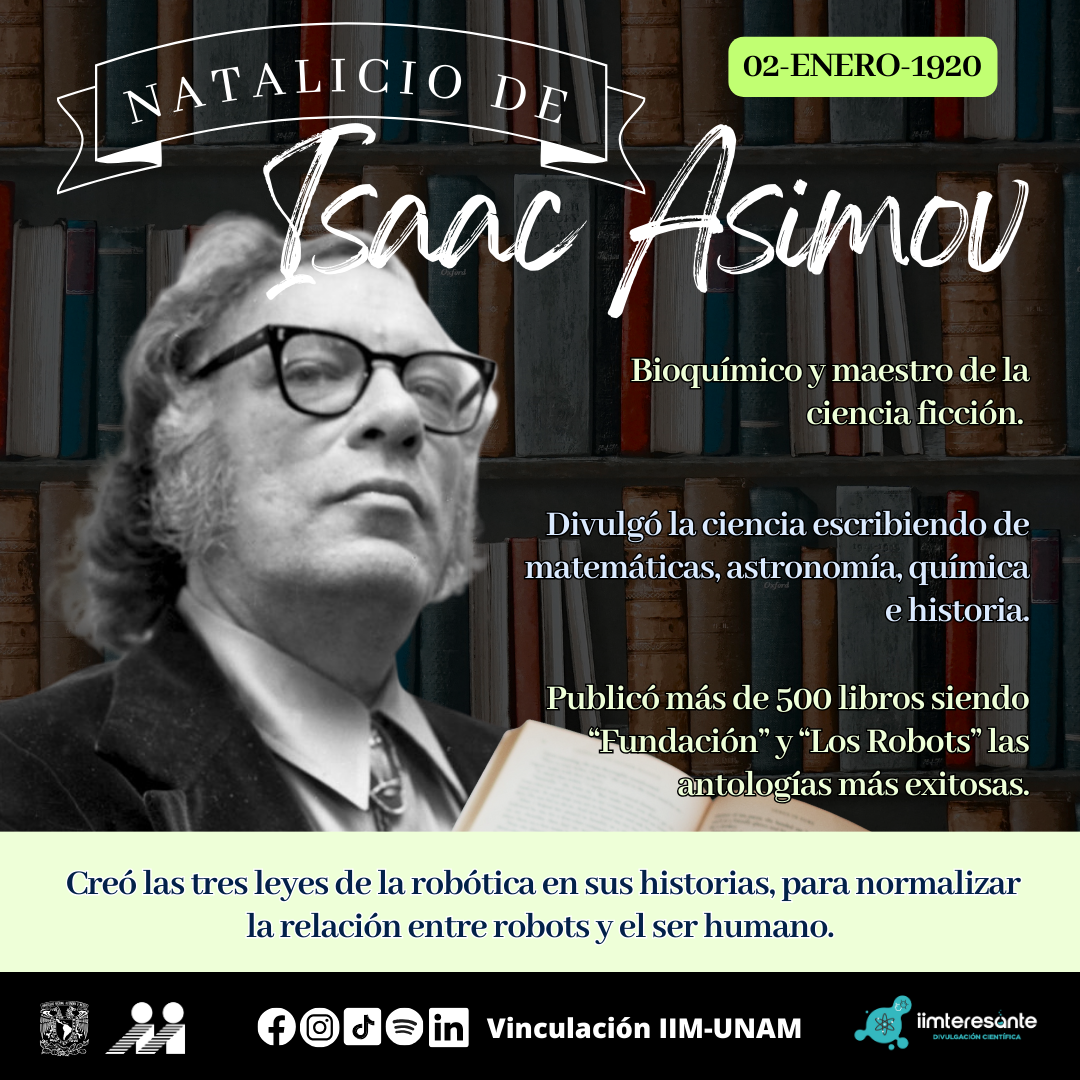 NATALICIO DE
02-ENERO-1920
Isaac Asimov
Bioquímico y maestro de la
ciencia ficción.
Divulgó la ciencia escribiendo de
matemáticas, astronomía, química
e historia.
Publicó más de 500 libros siendo
“Fundación” y “Los Robots” las
antologías más exitosas.
Creó las tres leyes de la robótica en sus historias, para normalizar
la relación entre robots y el ser humano.
Vinculación IIM-UNAM
iimteresante
DIVULGACIÓN CIENTÍFICA